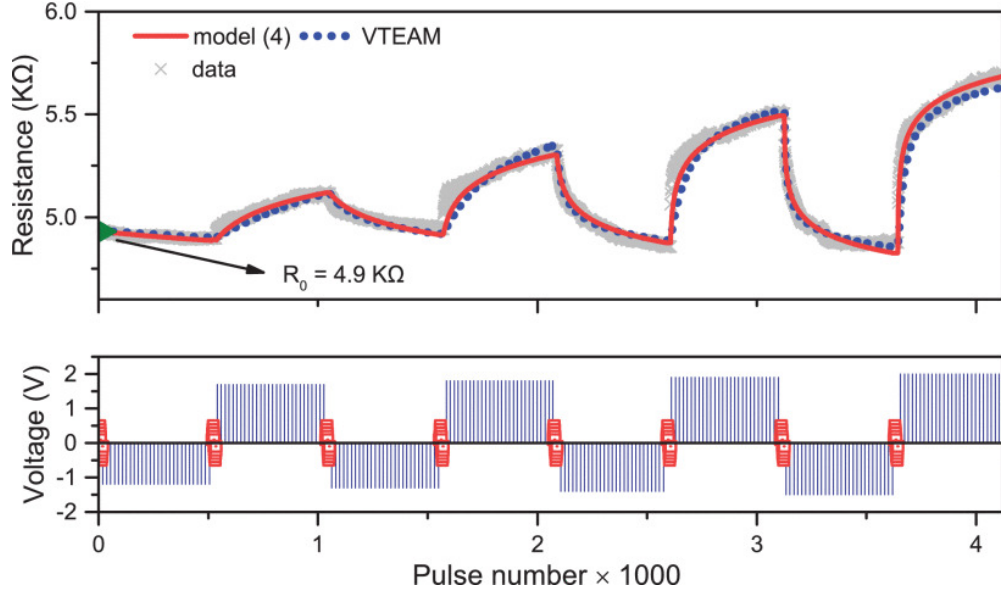 6.0
model (4) VTEAM
data
5.5
5.0
Resistance (KΩ)
R₀ = 4.9 KΩ
2
1
0
-1
-2
Voltage (V)
0 1 2 3 4
Pulse number × 1000